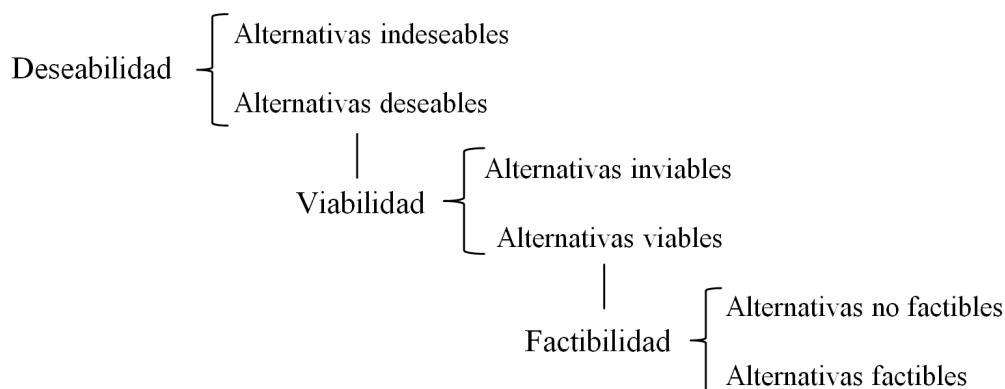 Alternativas indeseables
Deseabilidad
Alternativas deseables
Alternativas inviables
Viabilidad
Alternativas viables
Alternativas no factibles
Factibilidad
Alternativas factibles